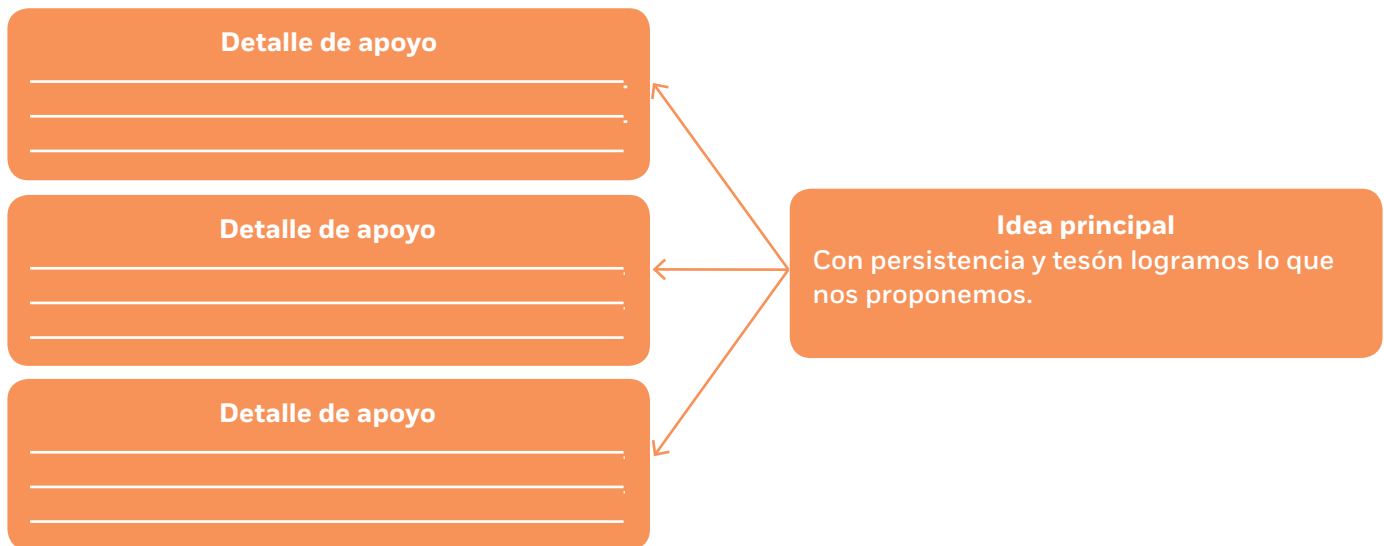 Detalle de apoyo
Detalle de apoyo
Detalle de apoyo
Idea principal
Con persistencia y tesón logramos lo que
nos proponemos.